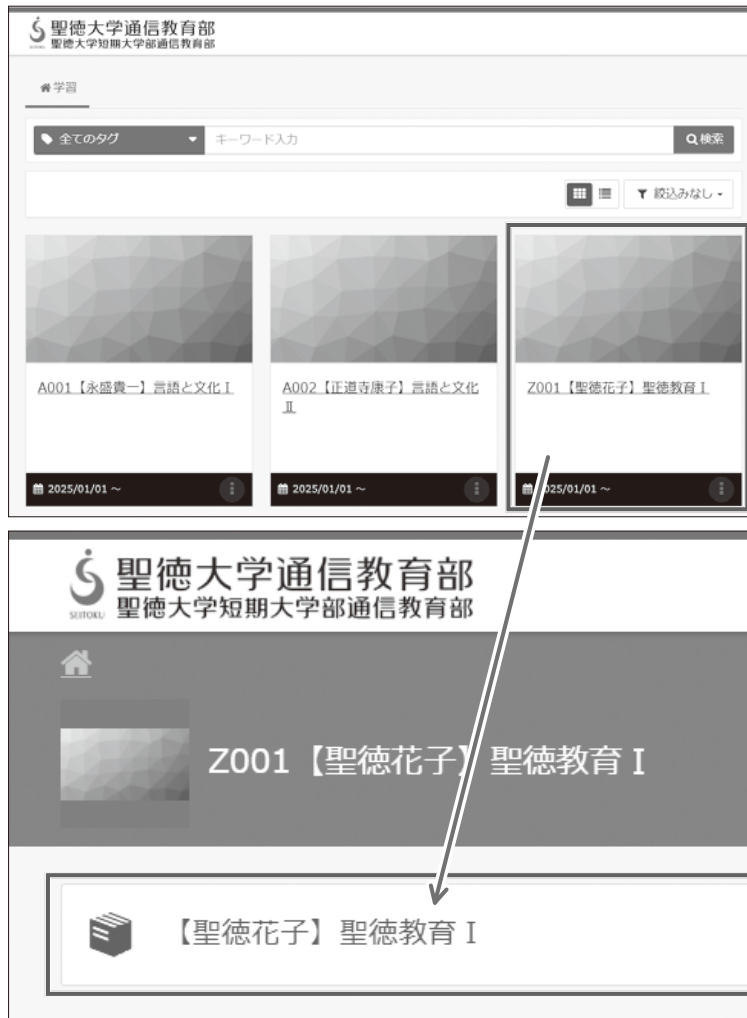 聖徳大学通信教育部
聖徳大学短期大学部通信教育部
学習
全てのタグ
キーワード入力
検索
絞込みなし
A001【永盛貴一】言語と文化Ⅰ
A002【正道寺康子】言語と文化
Ⅱ
Z001【聖徳花子】聖徳教育Ⅰ
2025/01/01 ～
2025/01/01 ～
2025/01/01 ～
聖徳大学通信教育部
SEITOKU 聖徳大学短期大学部通信教育部
Z001【聖徳花子】聖徳教育Ⅰ
【聖徳花子】聖徳教育Ⅰ